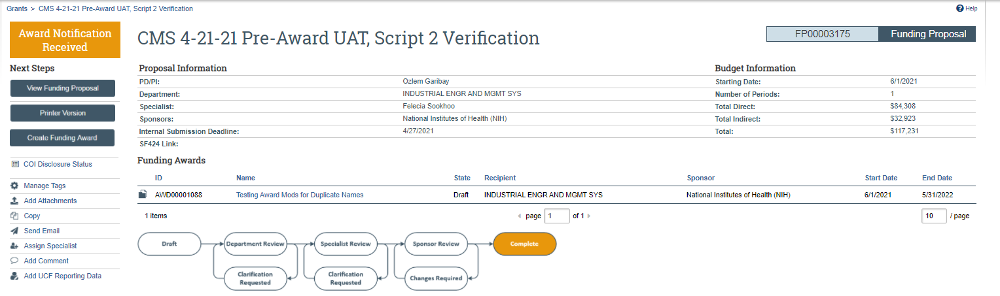 Grants > CMS 4-21-21 Pre-Award UAT, Script 2 Verification
Help
Award Notification
Received
Next Steps
View Funding Proposal
Printer Version
Create Funding Award
COI Disclosure Status
Manage Tags
Add Attachments
Copy
Send Email
Assign Specialist
Add Comment
Add UCF Reporting Data
CMS 4-21-21 Pre-Award UAT, Script 2 Verification
FP00003175 Funding Proposal
Proposal Information
PD/PI: Ozlem Garibay
Department: INDUSTRIAL ENGR AND MGMT SYS
Specialist: Felecia Sookhoo
Sponsors: National Institutes of Health (NIH)
Internal Submission Deadline: 4/27/2021
SF424 Link:
Budget Information
Starting Date: 6/1/2021
Number of Periods: 1
Total Direct: $84,308
Total Indirect: $32,923
Total: $117,231
Funding Awards
ID Name State Recipient Sponsor Start Date End Date
AWD00001088 Testing Award Mods for Duplicate Names Draft INDUSTRIAL ENGR AND MGMT SYS National Institutes of Health (NIH) 6/1/2021 5/31/2022
1 items page 1 of 1 10 / page
Draft Department Review Specialist Review Sponsor Review Complete
Clarification
Requested
Clarification
Requested
Changes Required